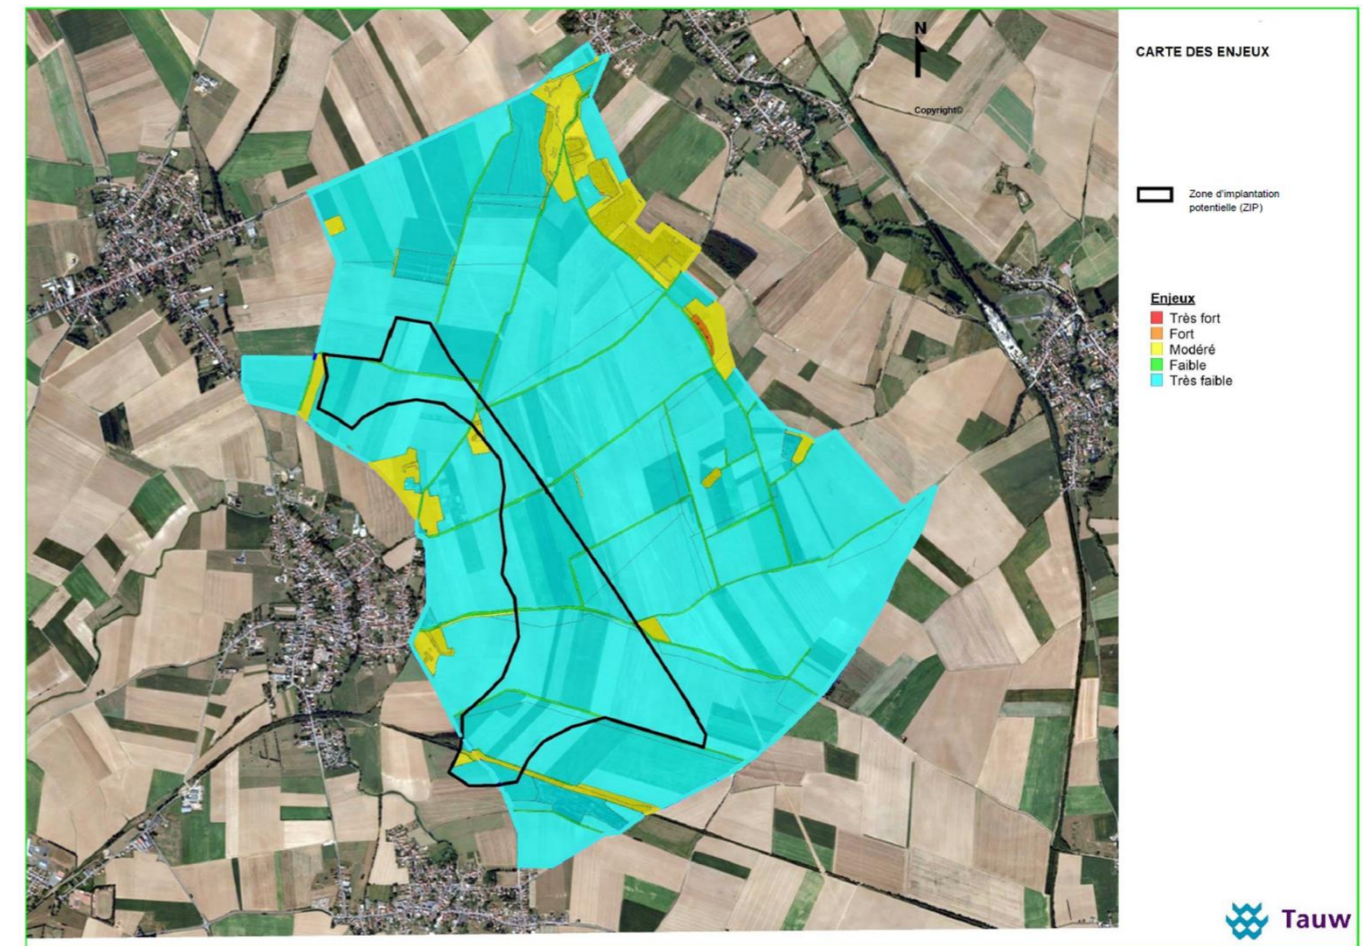 N
Copyright©
CARTE DES ENJEUX
Zone d'implantation
potentielle (ZIP)
Enjeux
Très fort
Fort
Modéré
Faible
Très faible
Tauw